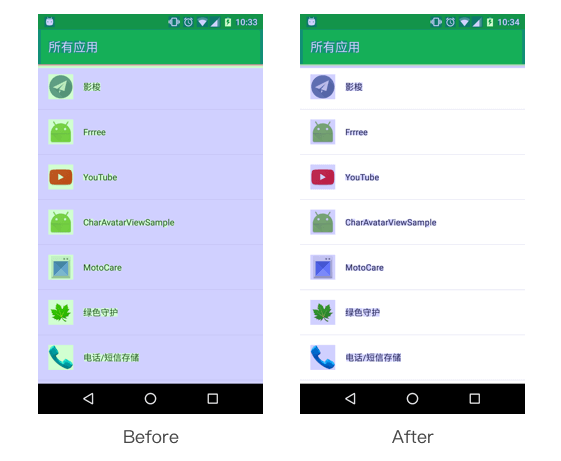 10:33
所有应用
影梭
Frrree
YouTube
CharAvatarViewSample
MotoCare
绿色守护
电话/短信存储
Before
10:34
所有应用
影梭
Frrree
YouTube
CharAvatarViewSample
MotoCare
绿色守护
电话/短信存储
After